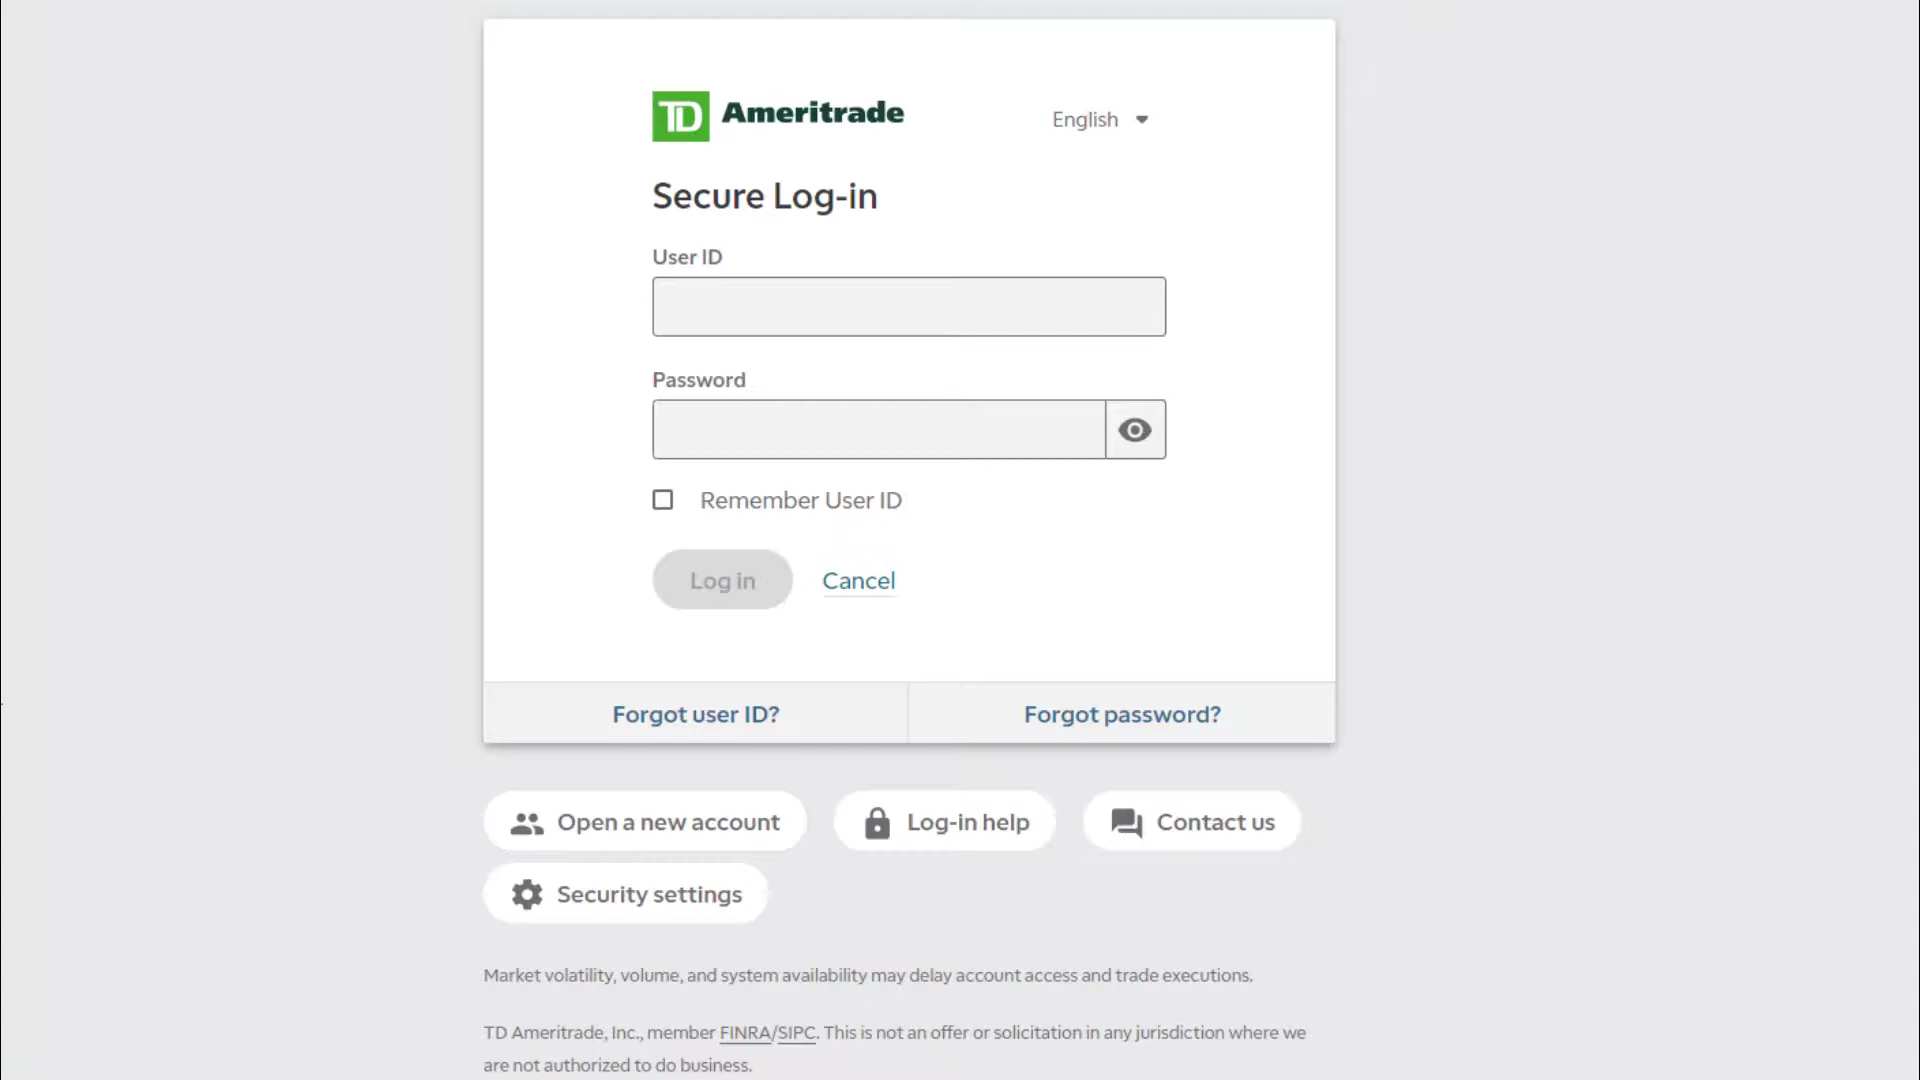 TD Ameritrade
English
Secure Log-in
User ID
Password
Remember User ID
Log in Cancel
Forgot user ID? Forgot password?
Open a new account Log-in help Contact us
Security settings
Market volatility, volume, and system availability may delay account access and trade executions.
TD Ameritrade, Inc., member FINRA/SIPC. This is not an offer or solicitation in any jurisdiction where we
are not authorized to do business.